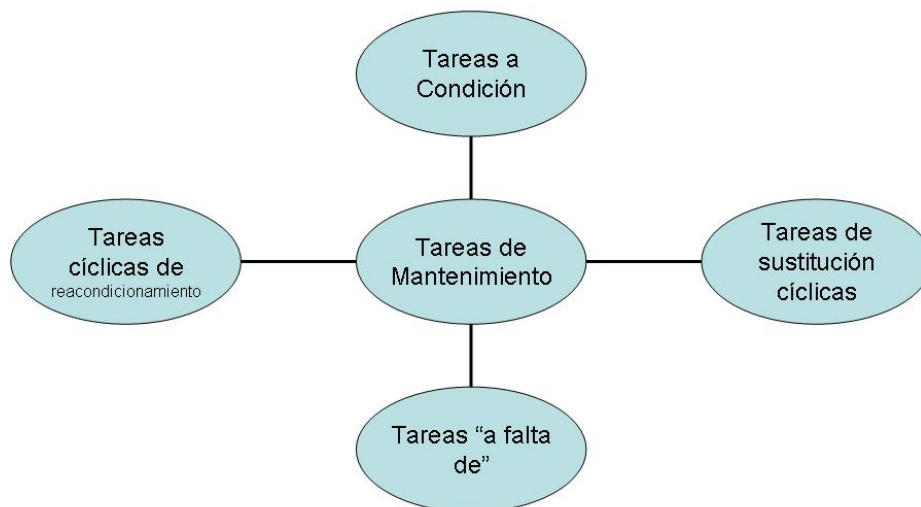 Tareas a
Condición
Tareas
cíclicas de
reacondicionamiento
Tareas de
Mantenimiento
Tareas de
sustitución
cíclicas
Tareas “a falta
de”